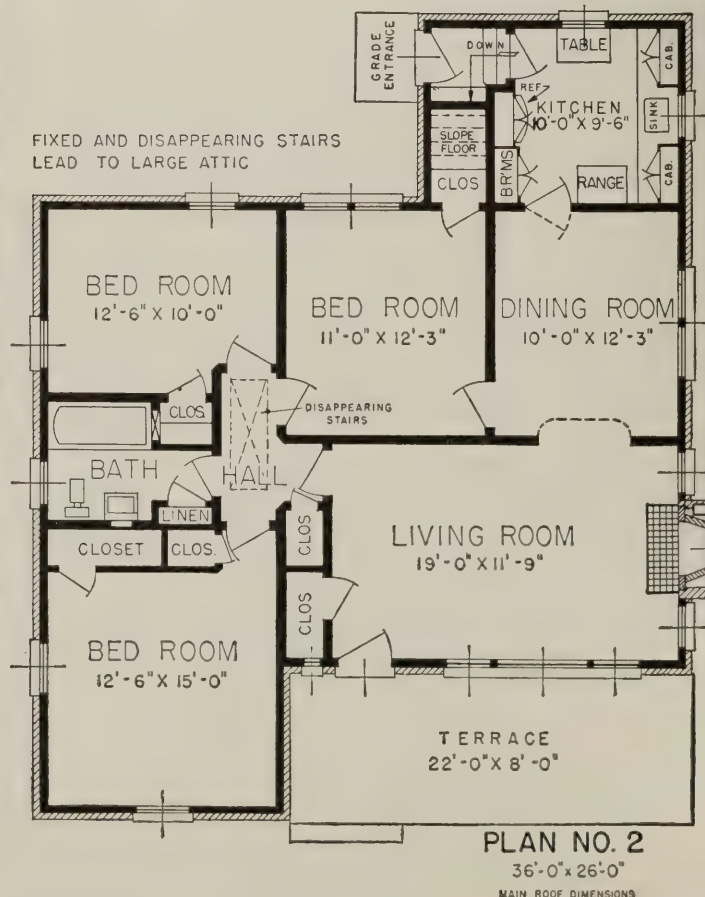 GRADE
ENTRANCE
DOWN
TABLE
CAB.
REF.
KITCHEN
10'-0" X 9'-6"
SINK
SLOPE
FLOOR
CLOS
BR'MS
RANGE
CAB.
FIXED AND DISAPPEARING STAIRS
LEAD TO LARGE ATTIC
BED ROOM
12'-6" X 10'-0"
BED ROOM
11'-0" X 12'-3"
DINING ROOM
10'-0" X 12'-3"
CLOS.
DISAPPEARING
STAIRS
BATH
HALL
LINEN
CLOSET
CLOS.
CLOS
LIVING ROOM
19'-0" X 11'-9"
CLOS
BED ROOM
12'-6" X 15'-0"
TERRACE
22'-0" X 8'-0"
PLAN NO. 2
36'-0" x 26'-0"
MAIN ROOF DIMENSIONS